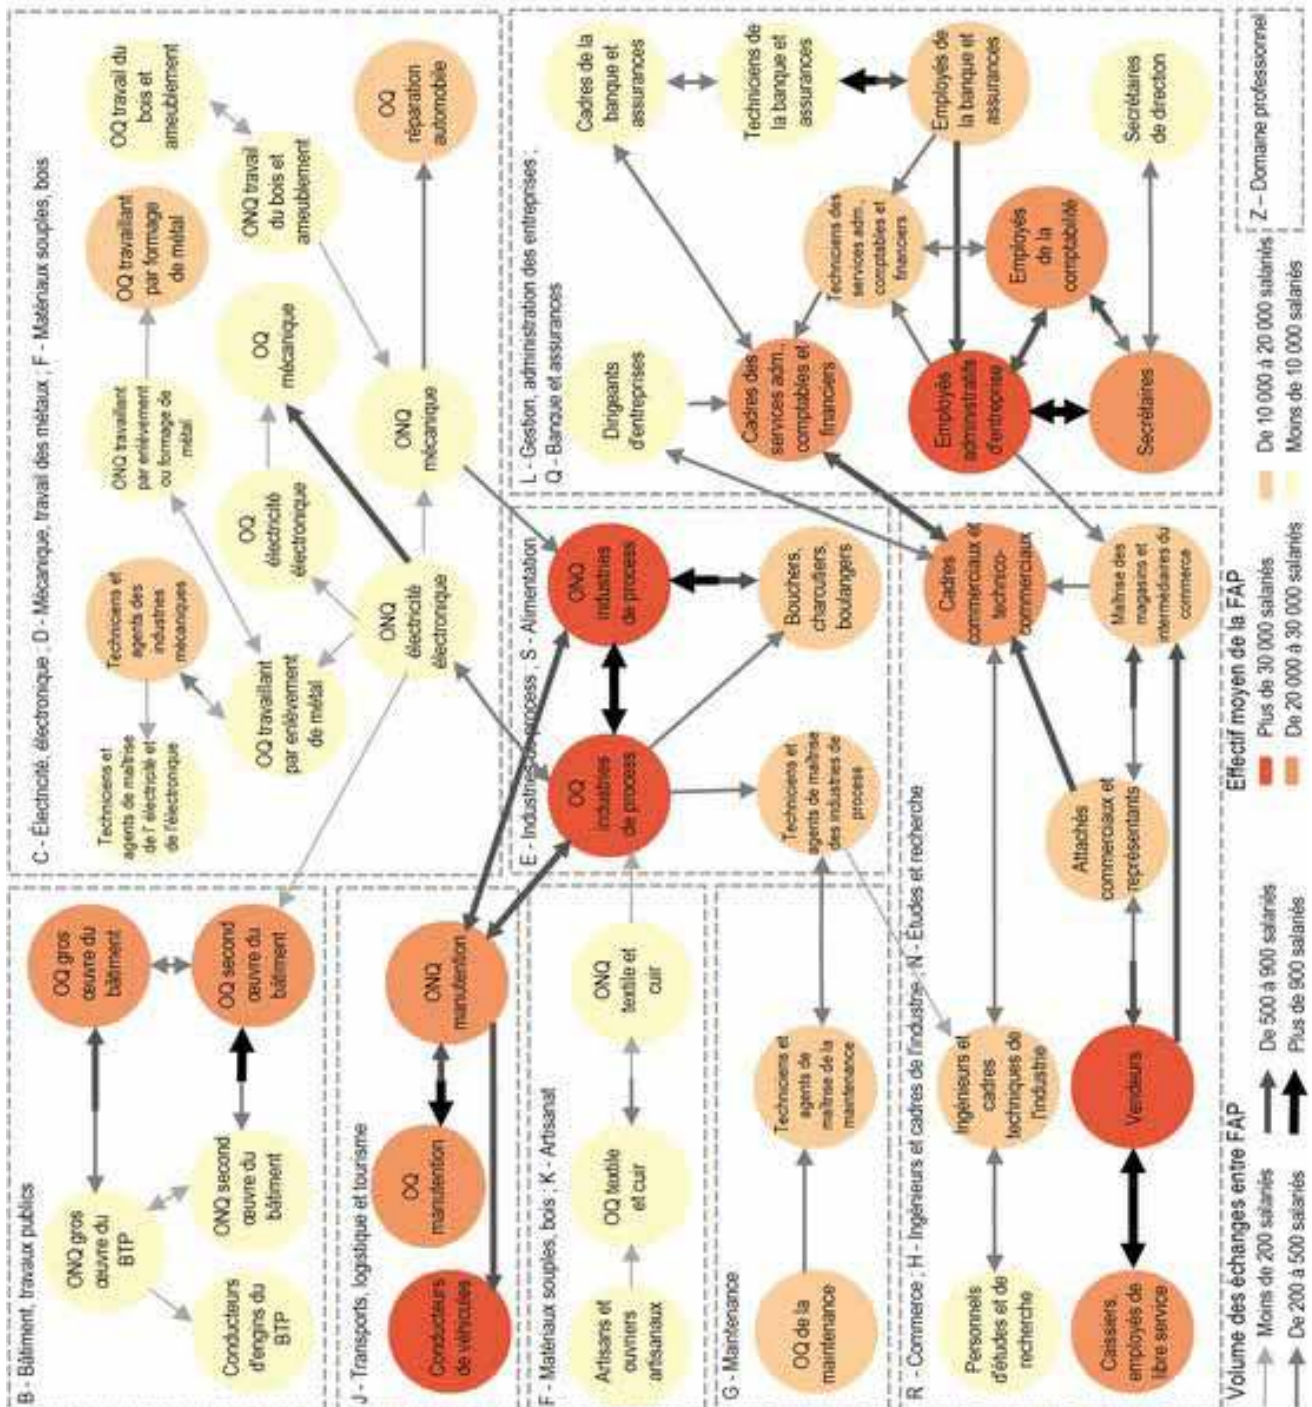 B - Bâtiment, travaux publics
ONQ gros
œuvre du
BTP
OQ gros
œuvre du
bâtiment
Conducteurs
d'engins du
BTP
ONQ second
œuvre du
bâtiment
OQ second
œuvre du
bâtiment
C - Électricité, électronique ; D - Mécanique, travail des métaux ; F - Matériaux souples, bois
Techniciens et
agents de maîtrise
de l' électricité et
de l'électronique
Techniciens et
agents des
industries
mécaniques
ONQ travaillant
par enlèvement
ou formage de
métal
OQ travaillant
par formage
de métal
OQ travail du
bois et
ameublement
OQ travaillant
par enlèvement
de métal
OQ
électricité
électronique
OQ
mécanique
ONQ travail
du bois et
ameublement
ONQ
électricité
électronique
ONQ
mécanique
OQ
réparation
automobile
J - Transports, logistique et tourisme
Conducteurs
de véhicules
OQ
manutention
ONQ
manutention
F - Matériaux souples, bois ; K - Artisanat
Artisans et
ouvriers
artisanaux
OQ textile
et cuir
ONQ
textile et
cuir
E - Industries de process ; S - Alimentation
OQ
industries
de process
ONQ
industries
de process
Techniciens et
agents de maîtrise
des industries de
process
Bouchers,
charcutiers,
boulangers
L - Gestion, administration des entreprises ;
Q - Banque et assurances
Dirigeants
d'entreprises
Cadres de la
banque et
assurances
Cadres des
services adm.,
comptables et
financiers
Techniciens de
la banque et
assurances
Techniciens des
services adm.,
comptables et
financiers
Employés de
la banque et
assurances
Employés
administratifs
d'entreprise
Employés
de la
comptabilité
Secrétaires
Secrétaires
de direction
G - Maintenance
OQ de la
maintenance
Techniciens et
agents de
maîtrise de la
maintenance
R - Commerce ; H - Ingénieurs et cadres de l'industrie ; N - Études et recherche
Personnels
d'études et de
recherche
Ingénieurs et
cadres
techniques de
l'industrie
Cadres
commerciaux et
technico-
commerciaux
Attachés
commerciaux et
représentants
Maîtrise des
magasins et
intermédiaires du
commerce
Caissiers
employés de
libre service
Vendeurs
Volume des échanges entre FAP
Moins de 200 salariés
De 200 à 500 salariés
De 500 à 900 salariés
Plus de 900 salariés
Effectif moyen de la FAP
Plus de 30 000 salariés
De 20 000 à 30 000 salariés
De 10 000 à 20 000 salariés
Moins de 10 000 salariés
Z – Domaine professionnel